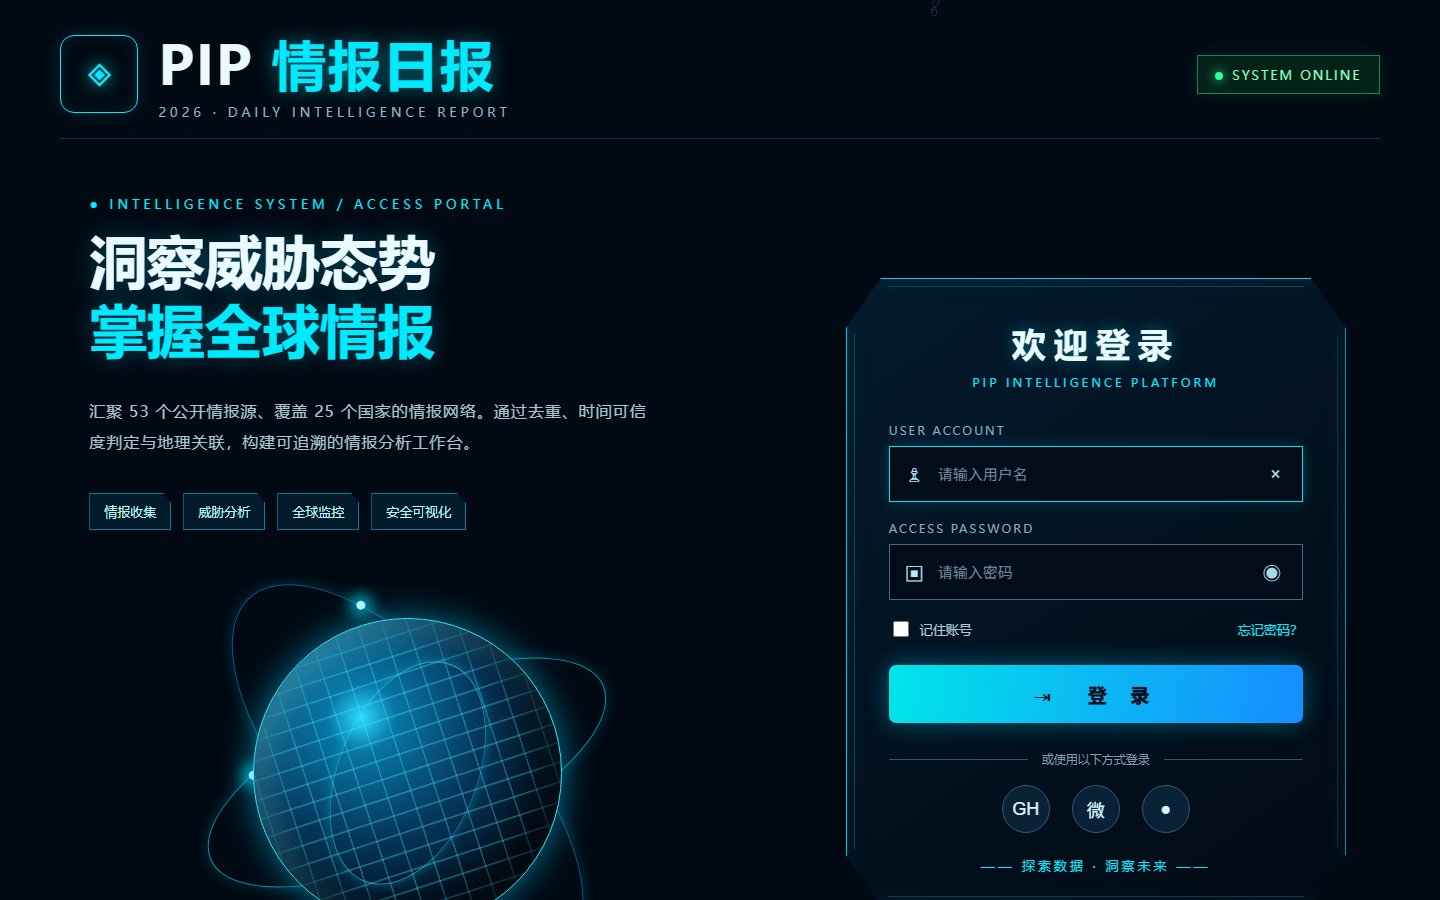 PIP 情报日报
2026 · DAILY INTELLIGENCE REPORT
SYSTEM ONLINE
INTELLIGENCE SYSTEM / ACCESS PORTAL
洞察威胁态势
掌握全球情报
汇聚 53 个公开情报源、覆盖 25 个国家的情报网络。通过去重、时间可信
度判定与地理关联，构建可追溯的情报分析工作台。
情报收集
威胁分析
全球监控
安全可视化
欢迎登录
PIP INTELLIGENCE PLATFORM
USER ACCOUNT
请输入用户名
×
ACCESS PASSWORD
请输入密码
记住账号
忘记密码?
登 录
或使用以下方式登录
GH
微
—— 探索数据 · 洞察未来 ——